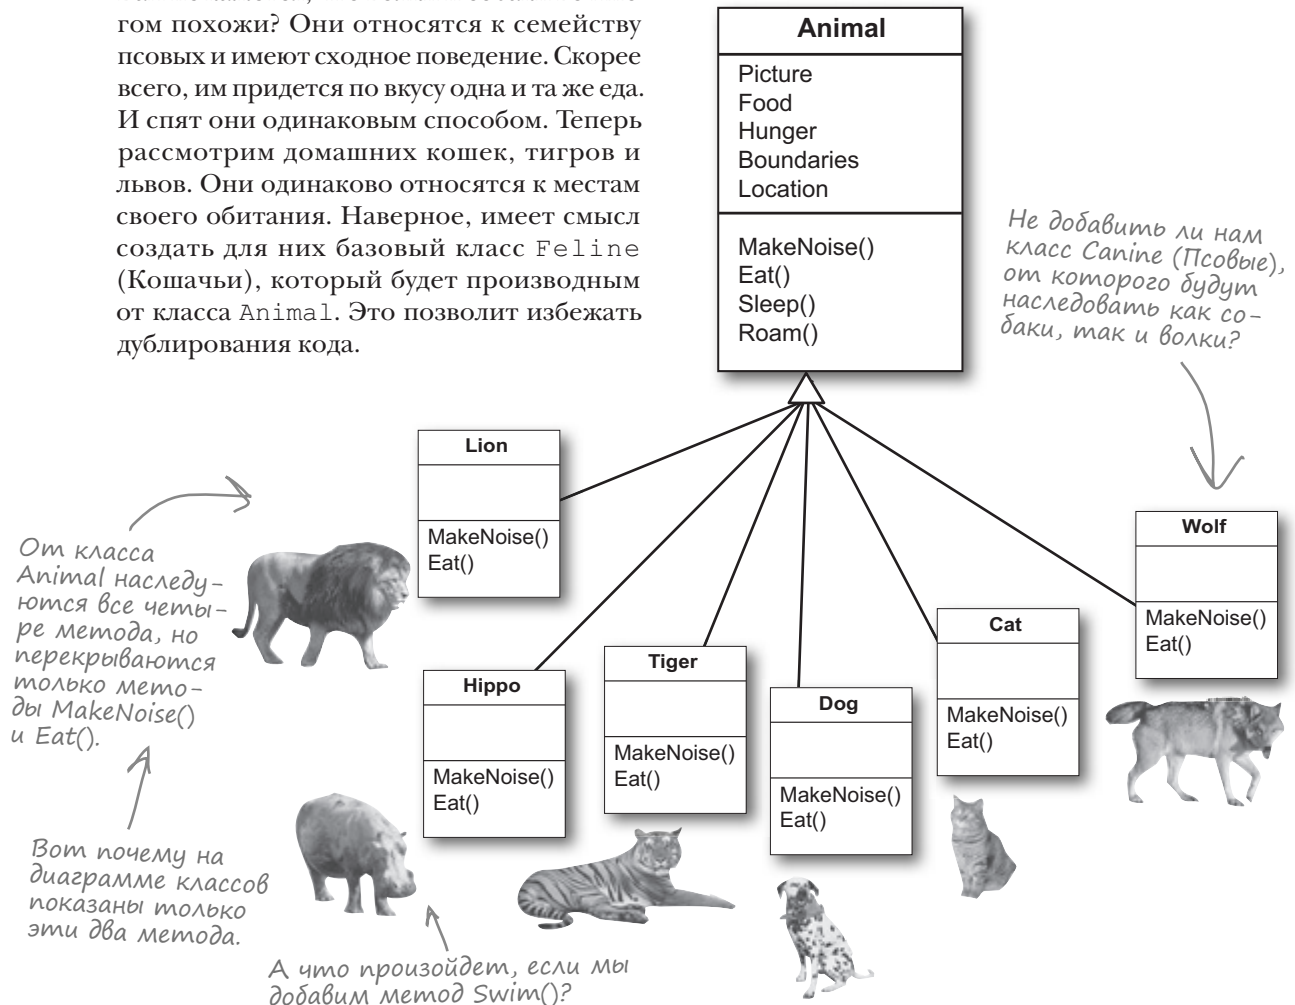 гом похожи? Они относятся к семейству
псовых и имеют сходное поведение. Скорее
всего, им придется по вкусу одна и та же еда.
И спят они одинаковым способом. Теперь
рассмотрим домашних кошек, тигров и
львов. Они одинаково относятся к местам
своего обитания. Наверное, имеет смысл
создать для них базовый класс Feline
(Кошачьи), который будет производным
от класса Animal. Это позволит избежать
дублирования кода.
Animal
Picture
Food
Hunger
Boundaries
Location
MakeNoise()
Eat()
Sleep()
Roam()
Не добавить ли нам
класс Canine (Псовые),
от которого будут
наследовать как со-
баки, так и волки?
Lion
MakeNoise()
Eat()
Hippo
MakeNoise()
Eat()
Tiger
MakeNoise()
Eat()
Dog
MakeNoise()
Eat()
Cat
MakeNoise()
Eat()
Wolf
MakeNoise()
Eat()
От класса
Animal наследу-
ются все четы-
ре метода, но
перекрываются
только мето-
ды MakeNoise()
и Eat().
Вот почему на
диаграмме классов
показаны только
эти два метода.
А что произойдет, если мы
добавим метод Swim()?